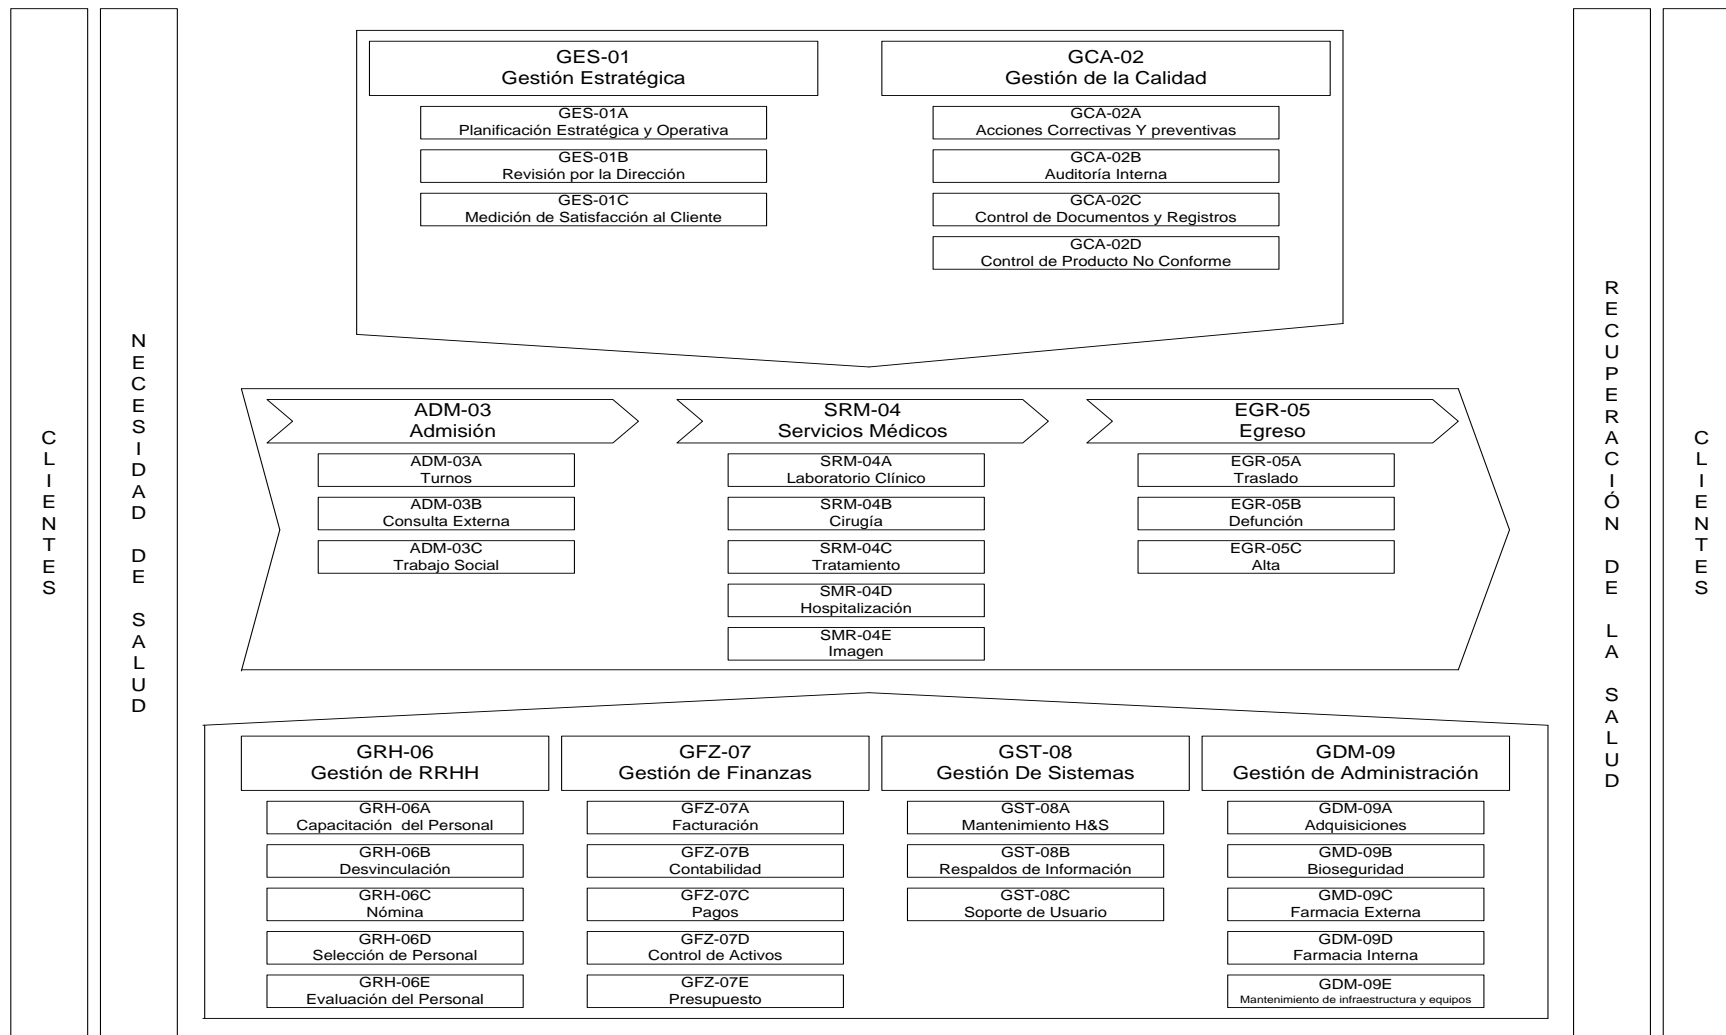 CLIENTES
NECESIDAD DE SALUD
GES-01
Gestión Estratégica
GES-01A
Planificación Estratégica y Operativa
GES-01B
Revisión por la Dirección
GES-01C
Medición de Satisfacción al Cliente
GCA-02
Gestión de la Calidad
GCA-02A
Acciones Correctivas Y preventivas
GCA-02B
Auditoría Interna
GCA-02C
Control de Documentos y Registros
GCA-02D
Control de Producto No Conforme
ADM-03
Admisión
ADM-03A
Turnos
ADM-03B
Consulta Externa
ADM-03C
Trabajo Social
SRM-04
Servicios Médicos
SRM-04A
Laboratorio Clínico
SRM-04B
Cirugía
SRM-04C
Tratamiento
SMR-04D
Hospitalización
SMR-04E
Imagen
EGR-05
Egreso
EGR-05A
Traslado
EGR-05B
Defunción
EGR-05C
Alta
GRH-06
Gestión de RRHH
GRH-06A
Capacitación  del Personal
GRH-06B
Desvinculación
GRH-06C
Nómina
GRH-06D
Selección de Personal
GRH-06E
Evaluación del Personal
GFZ-07
Gestión de Finanzas
GFZ-07A
Facturación
GFZ-07B
Contabilidad
GFZ-07C
Pagos
GFZ-07D
Control de Activos
GFZ-07E
Presupuesto
GST-08
Gestión De Sistemas
GST-08A
Mantenimiento H&S
GST-08B
Respaldos de Información
GST-08C
Soporte de Usuario
GDM-09
Gestión de Administración
GDM-09A
Adquisiciones
GMD-09B
Bioseguridad
GMD-09C
Farmacia Externa
GDM-09D
Farmacia Interna
GDM-09E
Mantenimiento de infraestructura y equipos
RECUPERACIÓN DE LA SALUD
CLIENTES